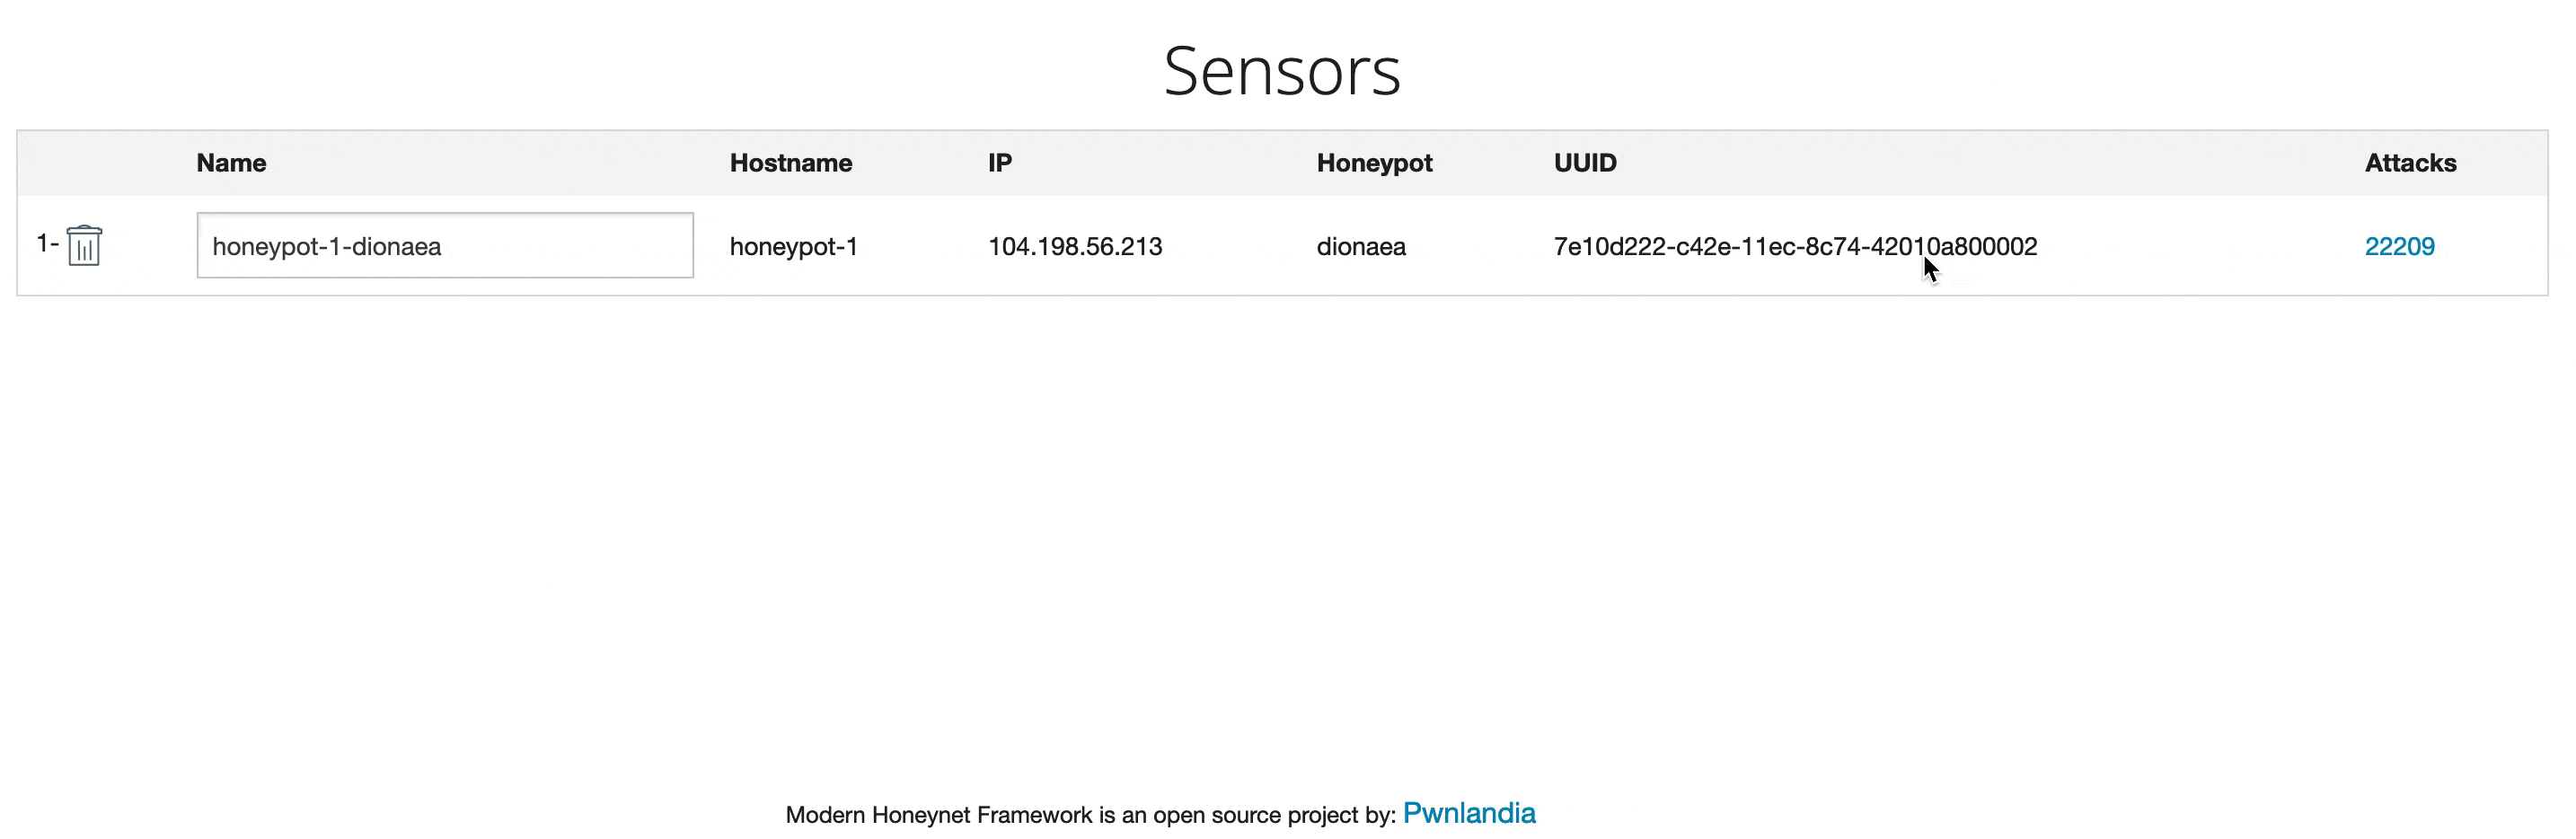 Sensors
Name Hostname IP Honeypot UUID Attacks
1- honeypot-1-dionaea honeypot-1 104.198.56.213 dionaea 7e10d222-c42e-11ec-8c74-42010a800002 22209
Modern Honeynet Framework is an open source project by: Pwnlandia